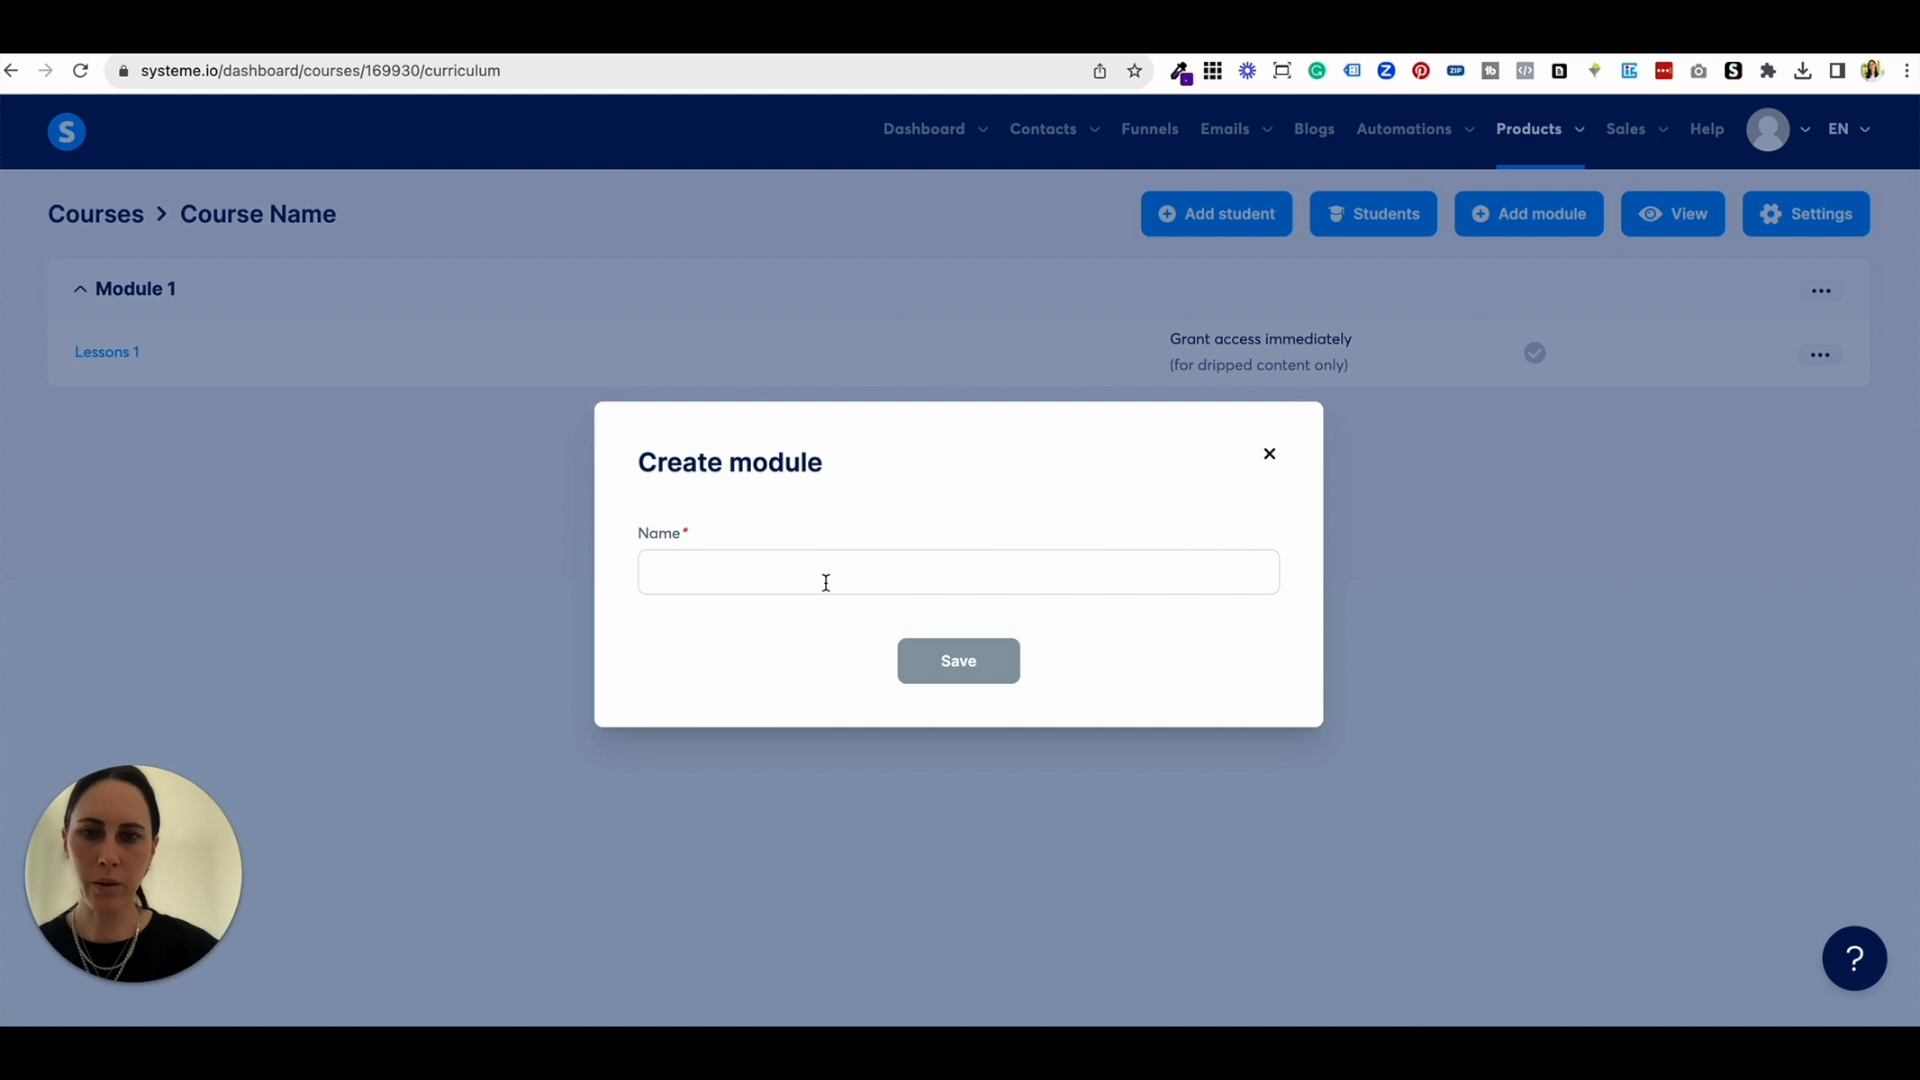 systeme.io/dashboard/courses/169930/curriculum
S
Dashboard Contacts Funnels Emails Blogs Automations Products Sales Help EN
Courses > Course Name
Add student Students Add module View Settings
Module 1
Lessons 1
Grant access immediately
(for dripped content only)
Create module
Name*
Save
?